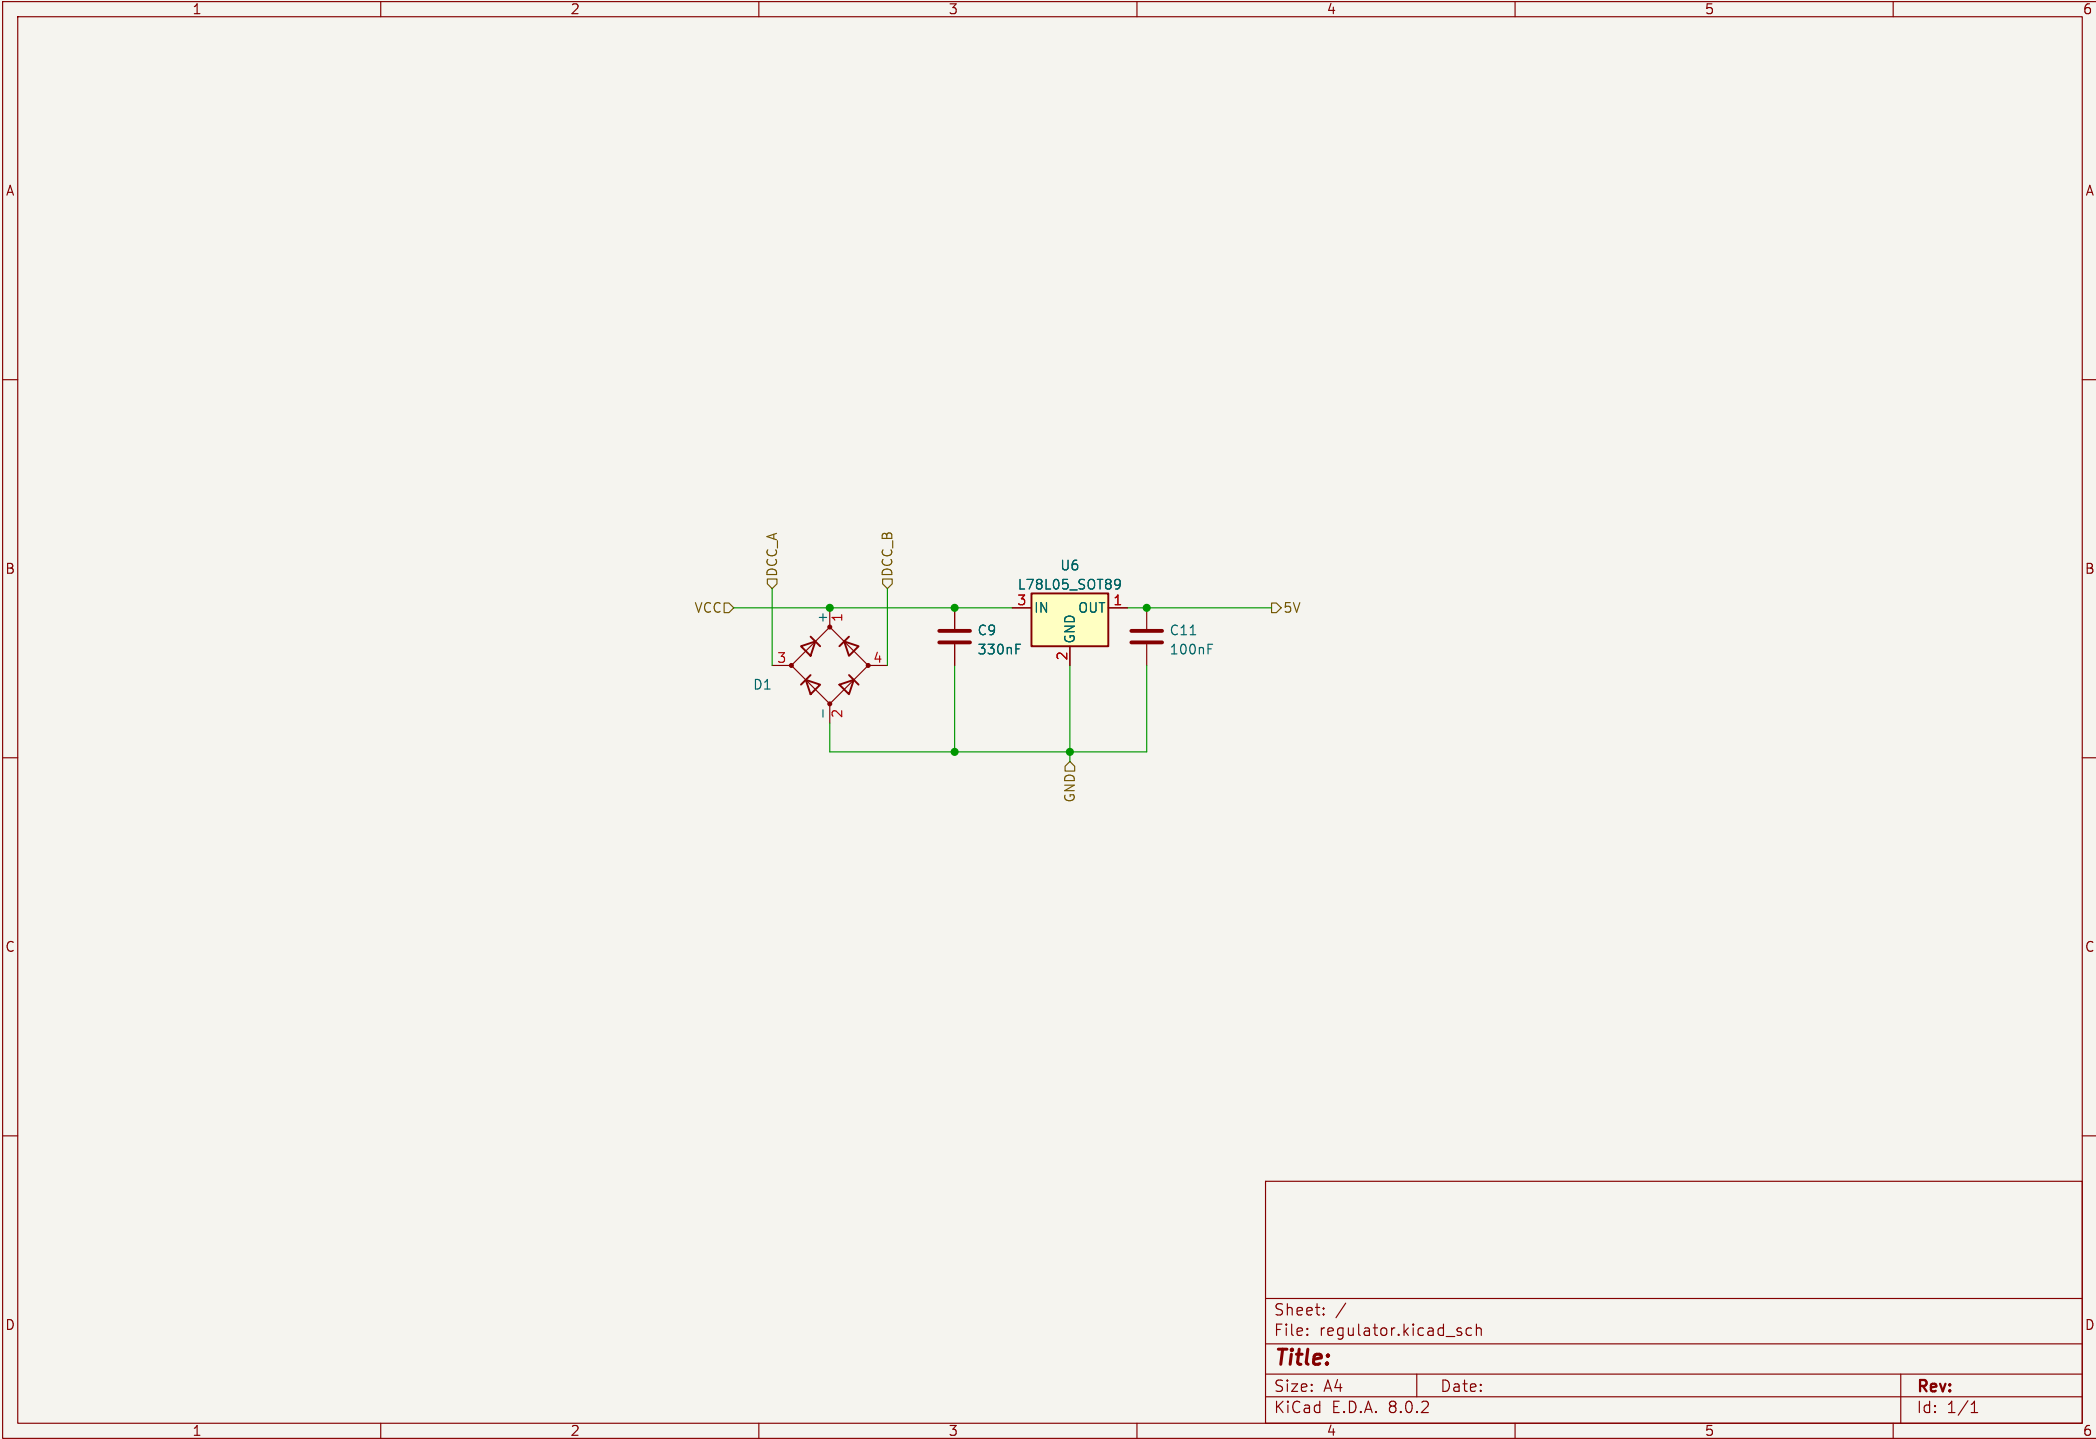 1 2 3 4 5 6
A A
DCC_A DCC_B
U6
B B
L78L05_SOT89
VCC 3 IN OUT 1 5V
+ 1
C9 GND C11
330nF 100nF
3 4 2
D1
- 2
GND
C C
Sheet: /
File: regulator.kicad_sch
D D
Title:
Size: A4 Date: Rev:
KiCad E.D.A. 8.0.2 Id: 1/1
1 2 3 4 5 6